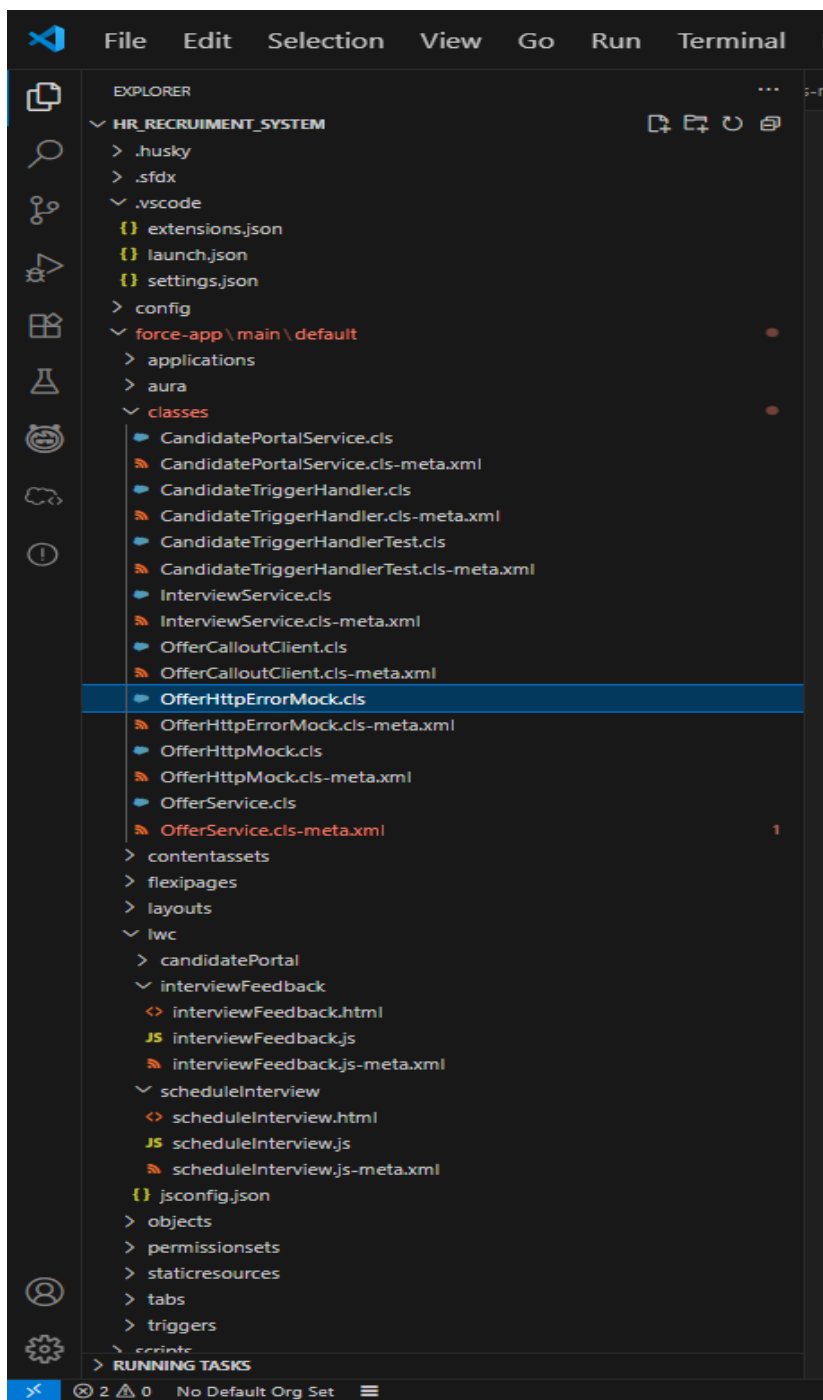 File Edit Selection View Go Run Terminal
EXPLORER ...
HR_RECRUIMENT_SYSTEM
.husky
.sfdx
.vscode
{} extensions.json
{} launch.json
{} settings.json
config
force-app\main\default
applications
aura
classes
CandidatePortalService.cls
CandidatePortalService.cls-meta.xml
CandidateTriggerHandler.cls
CandidateTriggerHandler.cls-meta.xml
CandidateTriggerHandlerTest.cls
CandidateTriggerHandlerTest.cls-meta.xml
InterviewService.cls
InterviewService.cls-meta.xml
OfferCalloutClient.cls
OfferCalloutClient.cls-meta.xml
OfferHttpErrorMock.cls
OfferHttpErrorMock.cls-meta.xml
OfferHttpMock.cls
OfferHttpMock.cls-meta.xml
OfferService.cls
OfferService.cls-meta.xml 1
contentassets
flexipages
layouts
lwc
candidatePortal
interviewFeedback
<> interviewFeedback.html
JS interviewFeedback.js
interviewFeedback.js-meta.xml
scheduleInterview
<> scheduleInterview.html
JS scheduleInterview.js
scheduleInterview.js-meta.xml
{} jsconfig.json
objects
permissionsets
staticresources
tabs
triggers
scripts
RUNNING TASKS
2 0 No Default Org Set